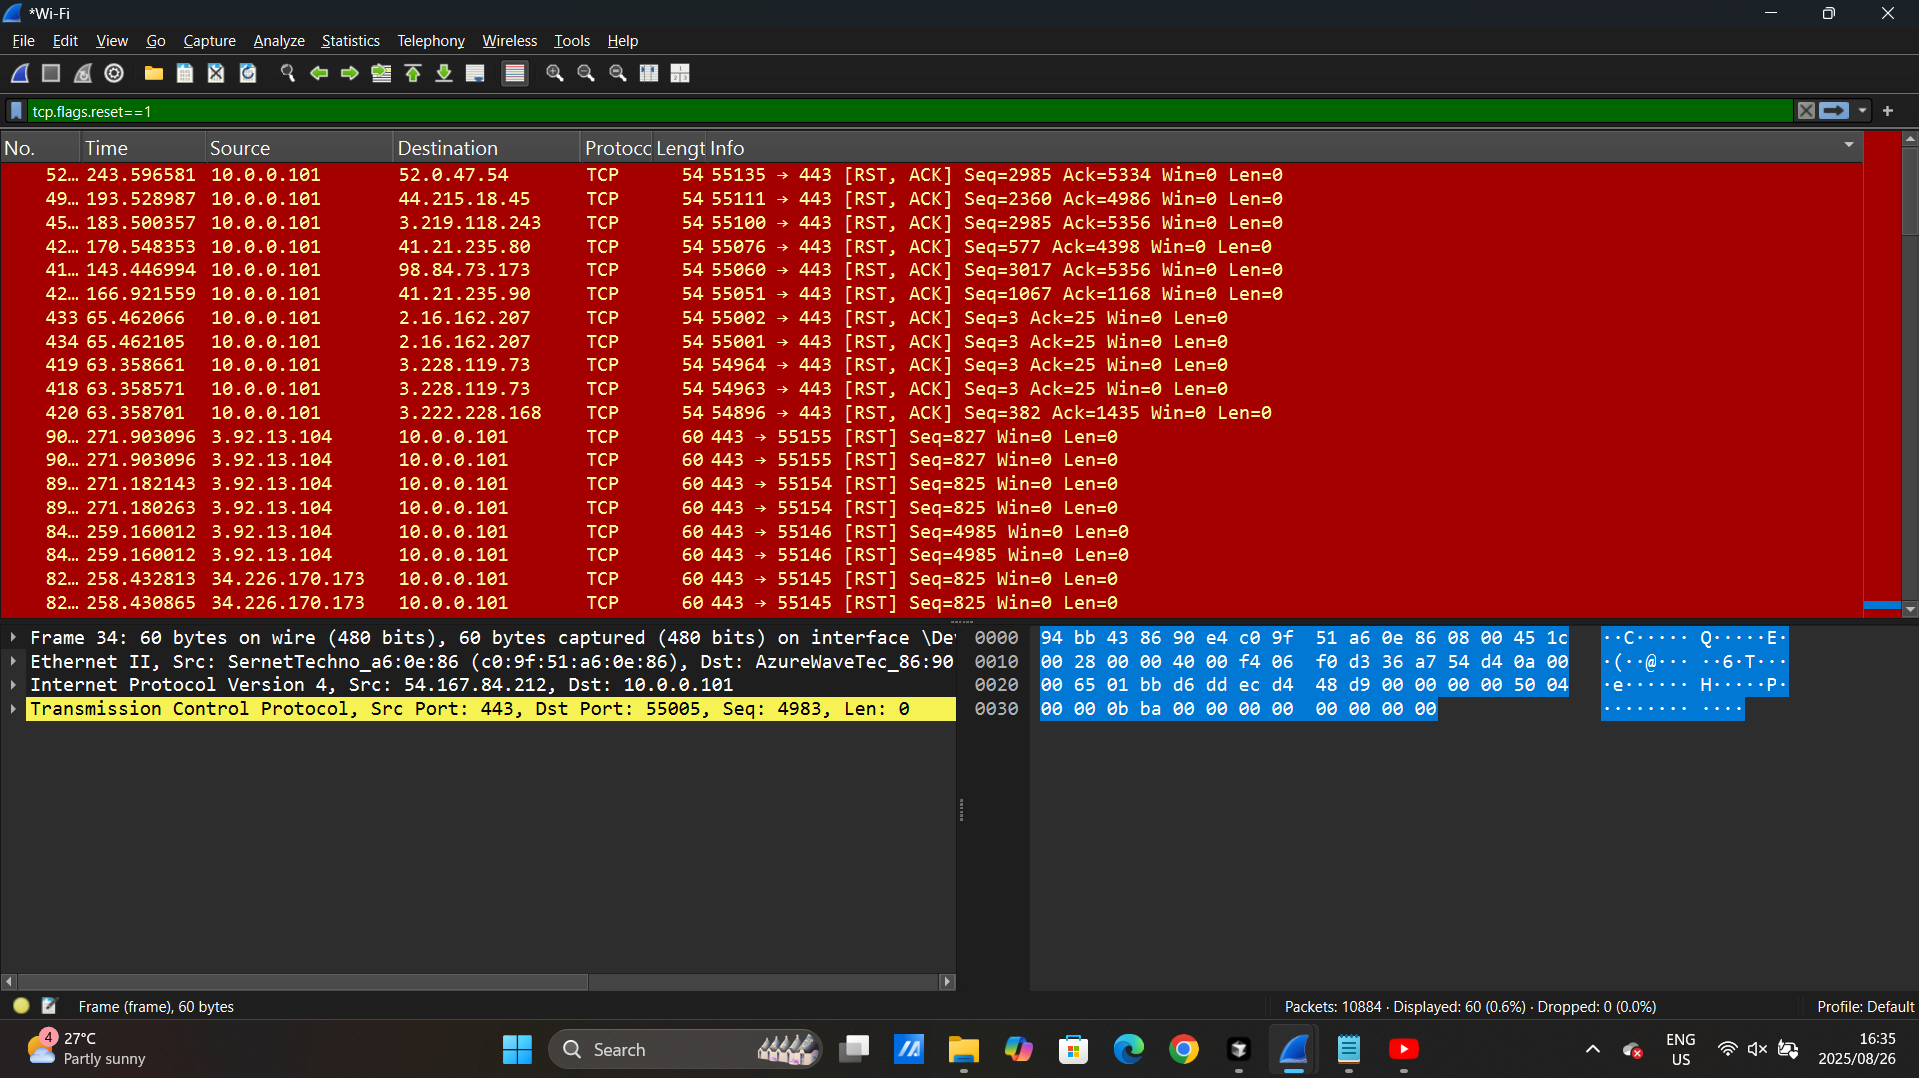 *Wi-Fi
File Edit View Go Capture Analyze Statistics Telephony Wireless Tools Help
tcp.flags.reset==1
No. Time Source Destination Protocc Lengt Info
52… 243.596581 10.0.0.101 52.0.47.54 TCP 54 55135 → 443 [RST, ACK] Seq=2985 Ack=5334 Win=0 Len=0
49… 193.528987 10.0.0.101 44.215.18.45 TCP 54 55111 → 443 [RST, ACK] Seq=2360 Ack=4986 Win=0 Len=0
45… 183.500357 10.0.0.101 3.219.118.243 TCP 54 55100 → 443 [RST, ACK] Seq=2985 Ack=5356 Win=0 Len=0
42… 170.548353 10.0.0.101 41.21.235.80 TCP 54 55076 → 443 [RST, ACK] Seq=577 Ack=4398 Win=0 Len=0
41… 143.446994 10.0.0.101 98.84.73.173 TCP 54 55060 → 443 [RST, ACK] Seq=3017 Ack=5356 Win=0 Len=0
42… 166.921559 10.0.0.101 41.21.235.90 TCP 54 55051 → 443 [RST, ACK] Seq=1067 Ack=1168 Win=0 Len=0
433 65.462066 10.0.0.101 2.16.162.207 TCP 54 55002 → 443 [RST, ACK] Seq=3 Ack=25 Win=0 Len=0
434 65.462105 10.0.0.101 2.16.162.207 TCP 54 55001 → 443 [RST, ACK] Seq=3 Ack=25 Win=0 Len=0
419 63.358661 10.0.0.101 3.228.119.73 TCP 54 54964 → 443 [RST, ACK] Seq=3 Ack=25 Win=0 Len=0
418 63.358571 10.0.0.101 3.228.119.73 TCP 54 54963 → 443 [RST, ACK] Seq=3 Ack=25 Win=0 Len=0
420 63.358701 10.0.0.101 3.222.228.168 TCP 54 54896 → 443 [RST, ACK] Seq=382 Ack=1435 Win=0 Len=0
90… 271.903096 3.92.13.104 10.0.0.101 TCP 60 443 → 55155 [RST] Seq=827 Win=0 Len=0
90… 271.903096 3.92.13.104 10.0.0.101 TCP 60 443 → 55155 [RST] Seq=827 Win=0 Len=0
89… 271.182143 3.92.13.104 10.0.0.101 TCP 60 443 → 55154 [RST] Seq=825 Win=0 Len=0
89… 271.180263 3.92.13.104 10.0.0.101 TCP 60 443 → 55154 [RST] Seq=825 Win=0 Len=0
84… 259.160012 3.92.13.104 10.0.0.101 TCP 60 443 → 55146 [RST] Seq=4985 Win=0 Len=0
84… 259.160012 3.92.13.104 10.0.0.101 TCP 60 443 → 55146 [RST] Seq=4985 Win=0 Len=0
82… 258.432813 34.226.170.173 10.0.0.101 TCP 60 443 → 55145 [RST] Seq=825 Win=0 Len=0
82… 258.430865 34.226.170.173 10.0.0.101 TCP 60 443 → 55145 [RST] Seq=825 Win=0 Len=0
Frame 34: 60 bytes on wire (480 bits), 60 bytes captured (480 bits) on interface \De
Ethernet II, Src: SernetTechno_a6:0e:86 (c0:9f:51:a6:0e:86), Dst: AzureWaveTec_86:90
Internet Protocol Version 4, Src: 54.167.84.212, Dst: 10.0.0.101
Transmission Control Protocol, Src Port: 443, Dst Port: 55005, Seq: 4983, Len: 0
0000 94 bb 43 86 90 e4 c0 9f 51 a6 0e 86 08 00 45 1c ··C····· Q·····E·
0010 00 28 00 00 40 00 f4 06 f0 d3 36 a7 54 d4 0a 00 ·(··@··· ··6·T···
0020 00 65 01 bb d6 dd ec d4 48 d9 00 00 00 00 50 04 ·e······ H·····P·
0030 00 00 0b ba 00 00 00 00 00 00 00 00 ········ ····
Frame (frame), 60 bytes
Packets: 10884 · Displayed: 60 (0.6%) · Dropped: 0 (0.0%)
Profile: Default
4
27°C
Partly sunny
Search
ENG
US
16:35
2025/08/26